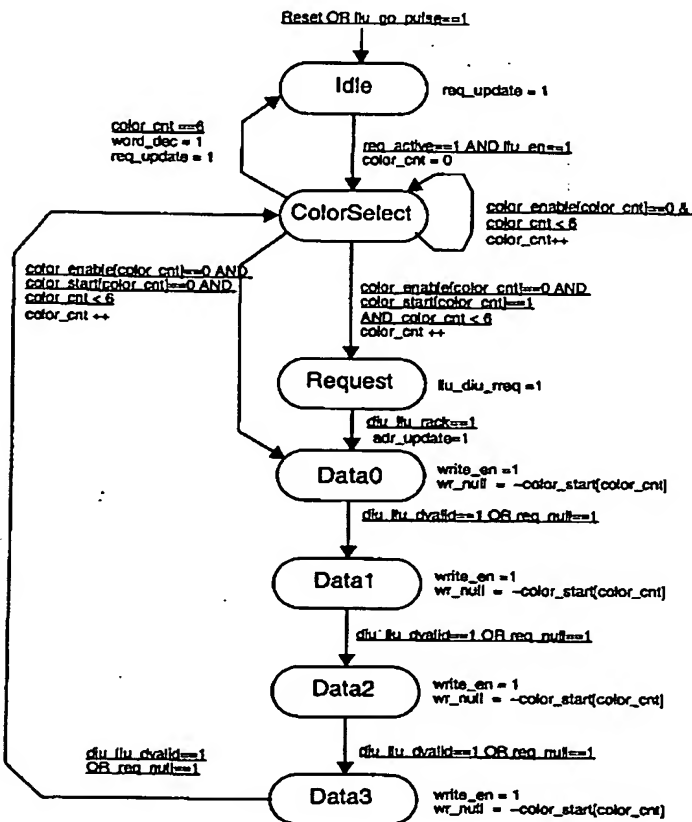 Reset OR llu_go_pulse==1
Idle
req_update = 1
color_cnt ==6
word_dec = 1
req_update = 1
req_active==1 AND llu_en==1
color_cnt = 0
ColorSelect
color_enable[color_cnt]==0 &
color_cnt < 6
color_cnt++
color_enable[color_cnt]==0 AND
color_start[color_cnt]==0 AND
color_cnt < 6
color_cnt ++
color_enable[color_cnt]==0 AND
color_start[color_cnt]==1
AND color_cnt < 6
color_cnt ++
Request
llu_diu_rreq =1
diu_llu_rack==1
adr_update=1
Data0
write_en =1
wr_null = ~color_start[color_cnt]
diu_llu_dvalid==1 OR req_null==1
Data1
write_en =1
wr_null = ~color_start[color_cnt]
diu_llu_dvalid==1 OR req_null==1
Data2
write_en = 1
wr_null = ~color_start[color_cnt]
diu_llu_dvalid==1
OR req_null==1
diu_llu_dvalid==1 OR req_null==1
Data3
write_en = 1
wr_null = ~color_start[color_cnt]